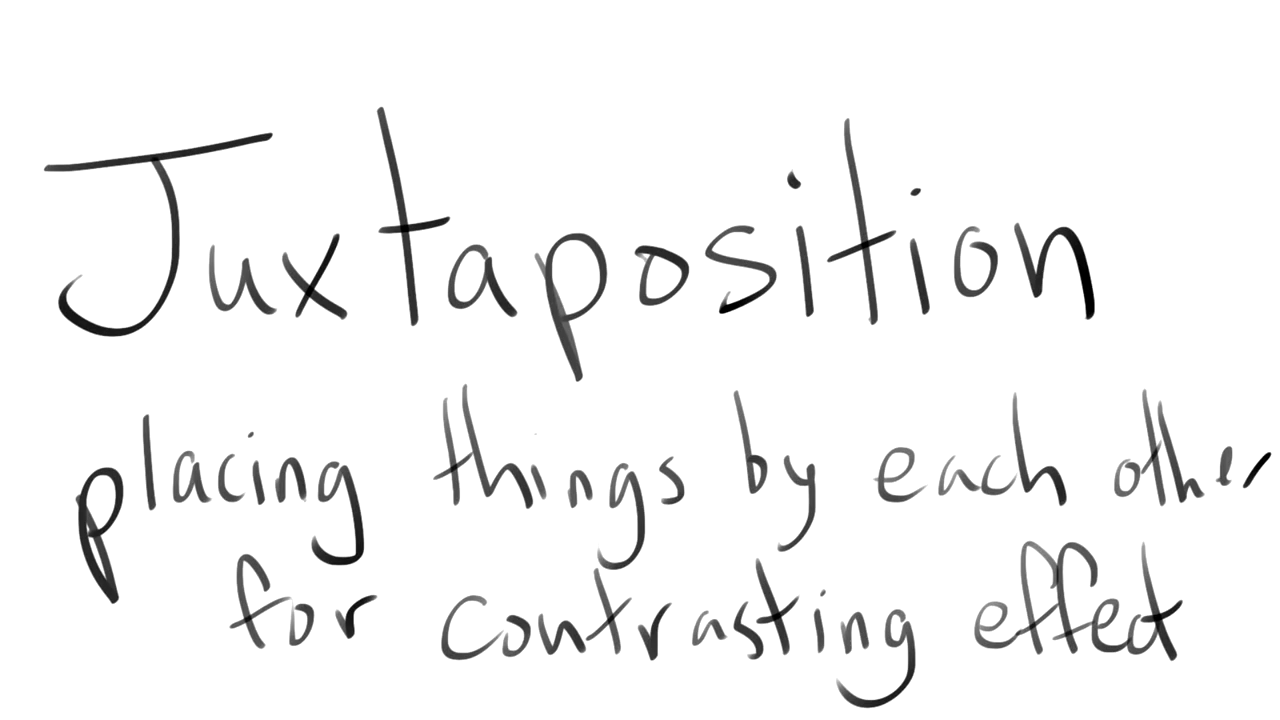 Juxtaposition
placing things by each other
for contrasting effect